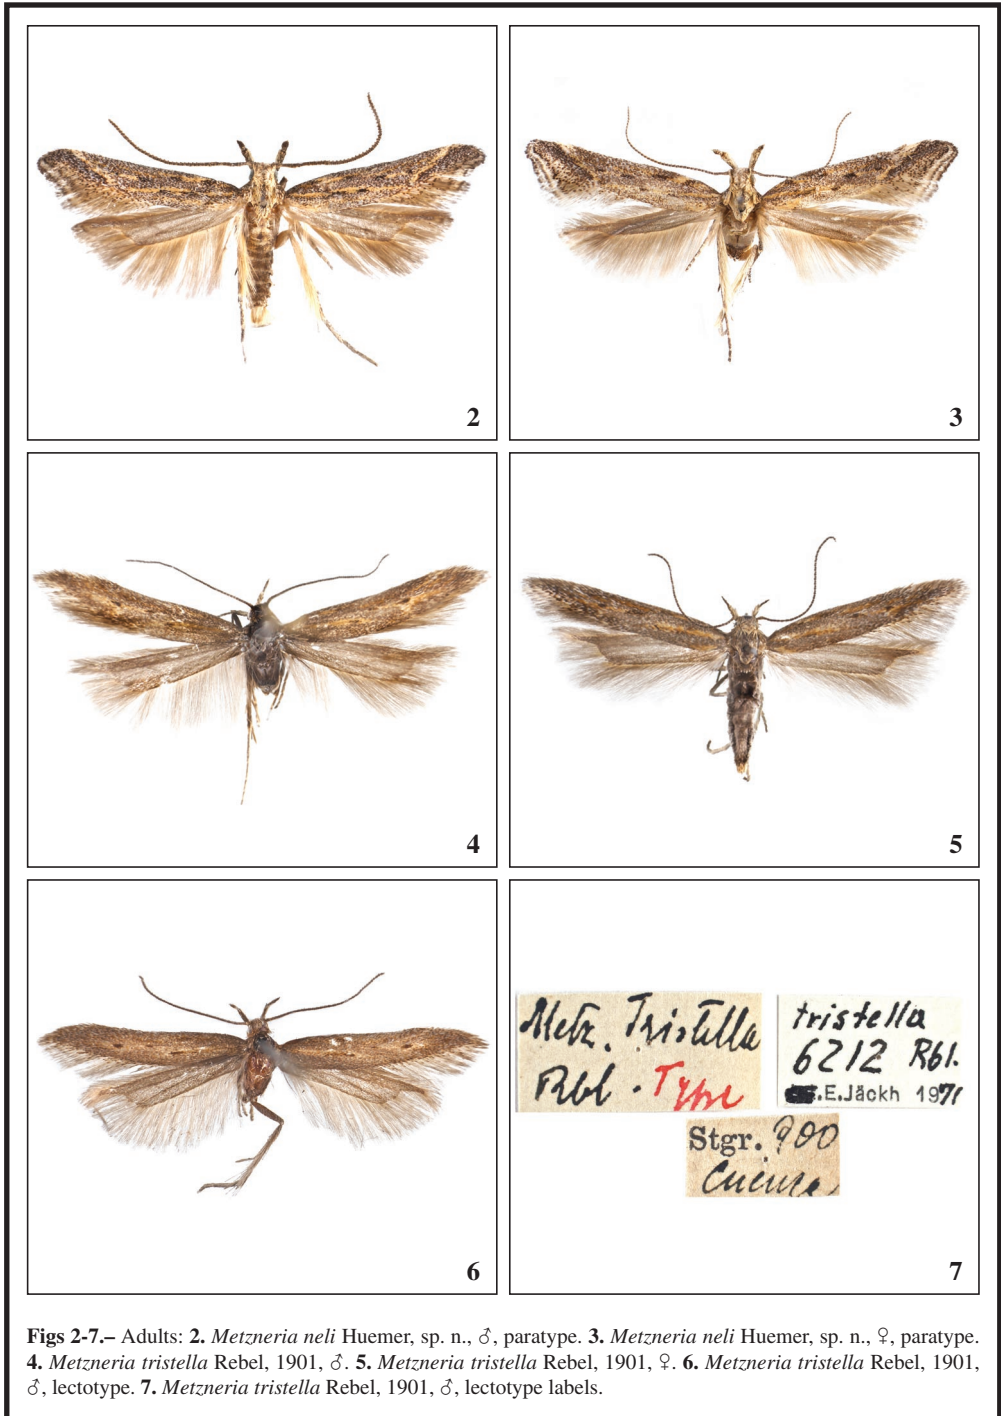 2
3
4
5
6
Metz. Tristella
Rbl. Type
tristella
6212 Rbl.
.E.Jäckh 1971
Stgr. 900
Cuenca
7
Figs 2-7.– Adults: 2. Metzneria neli Huemer, sp. n., ♂, paratype. 3. Metzneria neli Huemer, sp. n., ♀, paratype.
4. Metzneria tristella Rebel, 1901, ♂. 5. Metzneria tristella Rebel, 1901, ♀. 6. Metzneria tristella Rebel, 1901,
♂, lectotype. 7. Metzneria tristella Rebel, 1901, ♂, lectotype labels.